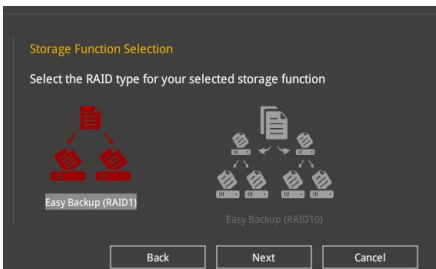 Storage Function Selection
Select the RAID type for your selected storage function
Easy Backup (RAID1)
Easy Backup (RAID10)
Back
Next
Cancel